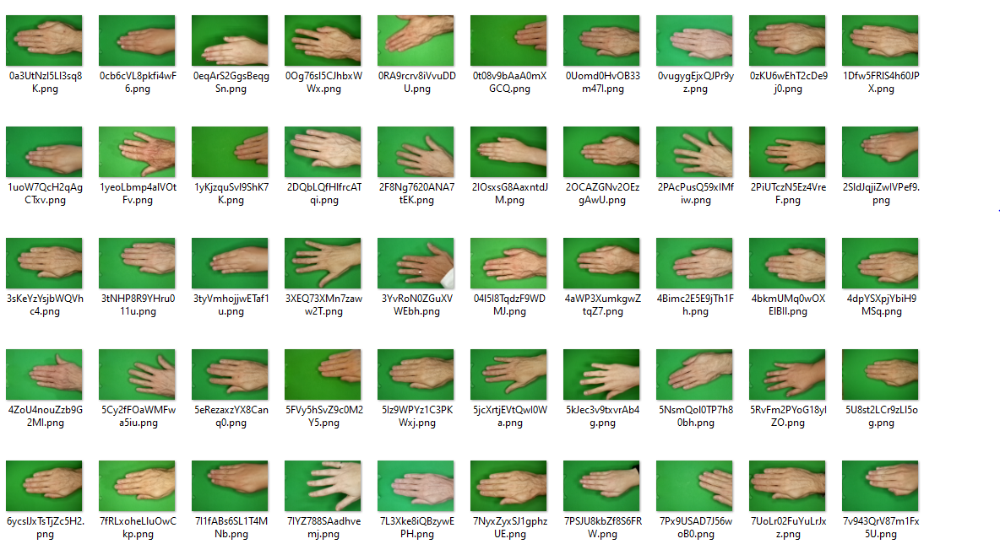 0a3UtNzI5LI3sq8K.png
0cb6cVL8pkfi4wF6.png
0eqArS2GgsBeqgSn.png
0Og76sI5CJhbxWWx.png
0RA9rcrv8iVvuDDU.png
0t08v9bAaA0mXGCQ.png
0Uomd0HvOB33m47I.png
0vugygEjxQJPr9yz.png
0zKU6wEhT2cDe9j0.png
1Dfw5FRIS4h60JPX.png
1uoW7QcH2qAgCTxv.png
1yeoLbmp4aIVOtFv.png
1yKjzquSvI9ShK7K.png
2DQbLQfHIfrcATqi.png
2F8Ng7620ANA7tEK.png
2IOsxsG8AaxntdJM.png
2OCAZGNv2OEzgAwU.png
2PAcPusQ59xIMfiw.png
2PiUTczN5Ez4VreF.png
2SIdJqjiZwIVPef9.png
3sKeYzYsjbWQVhc4.png
3tNHP8R9YHru011u.png
3tyVmhojjwETaf1u.png
3XEQ73XMn7zaww2T.png
3YvRoN0ZGuXVWEbh.png
04I5I8TqdzF9WDMJ.png
4aWP3XumkgwZtqZ7.png
4Bimc2E5E9jTh1Fh.png
4bkmUMq0wOXEIBII.png
4dpYSXpjYbiH9MSq.png
4ZoU4nouZzb9G2MI.png
5Cy2fFOaWMFwa5iu.png
5eRezaxzYX8Canq0.png
5FVy5hSvZ9c0M2Y5.png
5Iz9WPYz1C3PKWxj.png
5jcXrtjEVtQwI0Wa.png
5kJec3v9txvrAb4g.png
5NsmQoI0TP7h80bh.png
5RvFm2PYoG18yIZO.png
5U8st2LCr9zLI5og.png
6ycsIJxTsTjZc5H2.png
7fRLxoheLIuOwCkp.png
7I1fABs6SL1T4MNb.png
7IYZ788SAadhvemj.png
7L3Xke8iQBzywEPH.png
7NyxZyxSJ1gphzUE.png
7PSJU8kbZf8S6FRW.png
7Px9USAD7J56woB0.png
7UoLr02FuYuLrJxz.png
7v943QrV87m1Fx5U.png